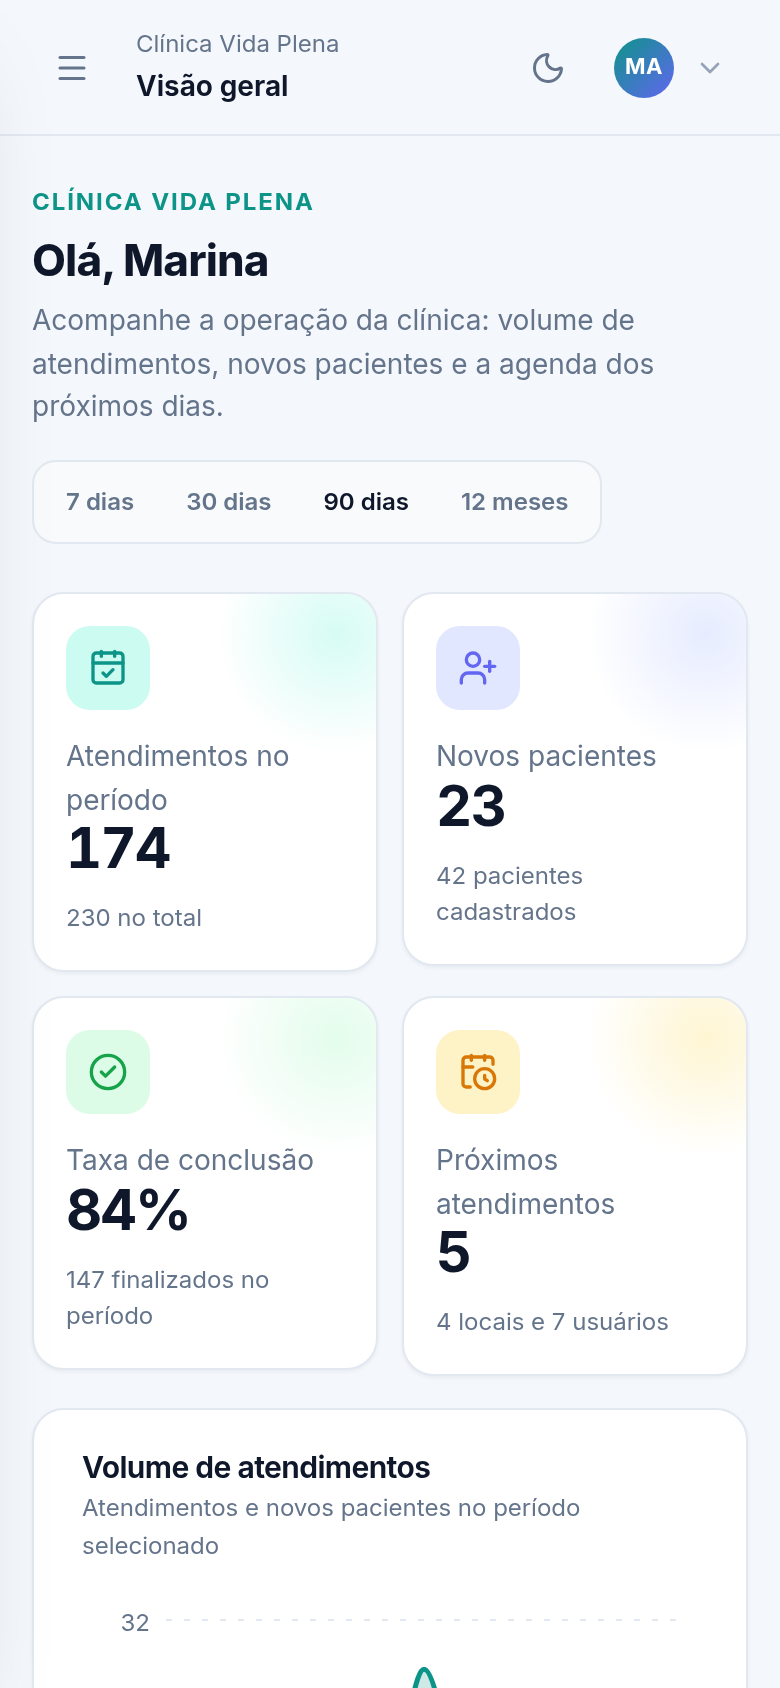 Clínica Vida Plena
Visão geral
MA
CLÍNICA VIDA PLENA
Olá, Marina
Acompanhe a operação da clínica: volume de
atendimentos, novos pacientes e a agenda dos
próximos dias.
7 dias 30 dias 90 dias 12 meses
Atendimentos no
período
174
230 no total
Novos pacientes
23
42 pacientes
cadastrados
Taxa de conclusão
84%
147 finalizados no
período
Próximos
atendimentos
5
4 locais e 7 usuários
Volume de atendimentos
Atendimentos e novos pacientes no período
selecionado
32